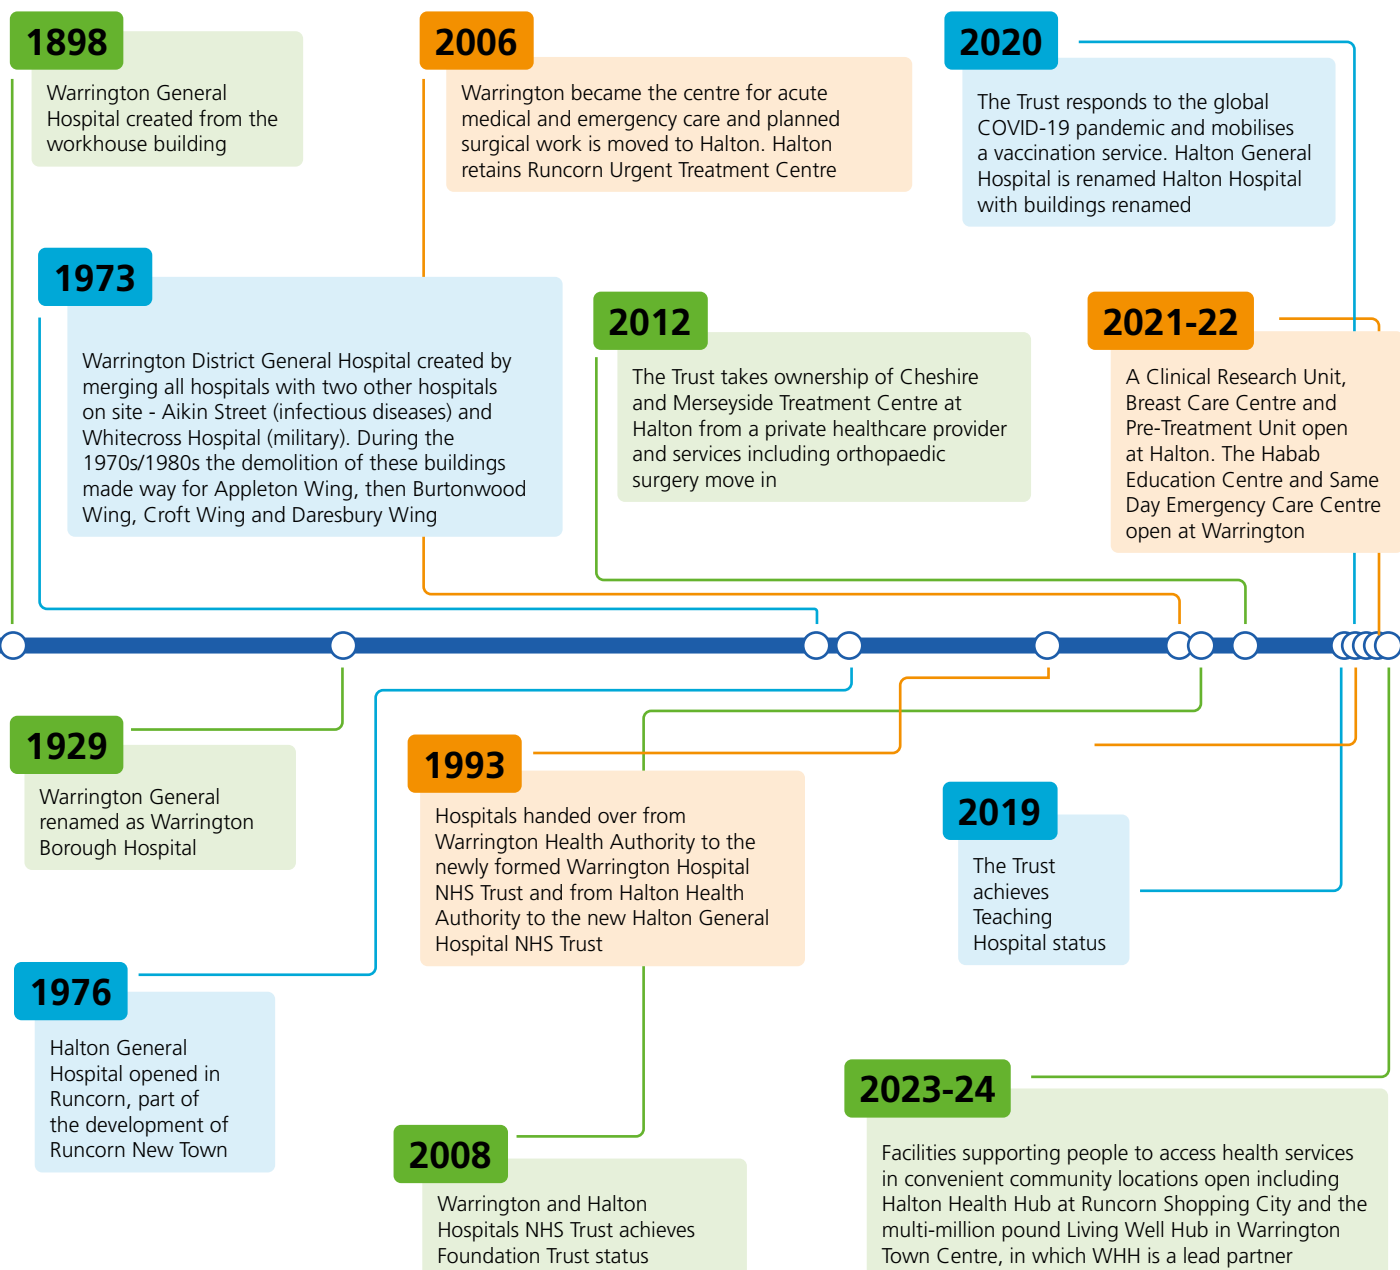 1898
Warrington General
Hospital created from the
workhouse building
2006
Warrington became the centre for acute
medical and emergency care and planned
surgical work is moved to Halton. Halton
retains Runcorn Urgent Treatment Centre
2020
The Trust responds to the global
COVID-19 pandemic and mobilises
a vaccination service. Halton General
Hospital is renamed Halton Hospital
with buildings renamed
1973
Warrington District General Hospital created by
merging all hospitals with two other hospitals
on site - Aikin Street (infectious diseases) and
Whitecross Hospital (military). During the
1970s/1980s the demolition of these buildings
made way for Appleton Wing, then Burtonwood
Wing, Croft Wing and Daresbury Wing
2012
The Trust takes ownership of Cheshire
and Merseyside Treatment Centre at
Halton from a private healthcare provider
and services including orthopaedic
surgery move in
2021-22
A Clinical Research Unit,
Breast Care Centre and
Pre-Treatment Unit open
at Halton. The Habab
Education Centre and Same
Day Emergency Care Centre
open at Warrington
1929
Warrington General
renamed as Warrington
Borough Hospital
1993
Hospitals handed over from
Warrington Health Authority to the
newly formed Warrington Hospital
NHS Trust and from Halton Health
Authority to the new Halton General
Hospital NHS Trust
2019
The Trust
achieves
Teaching
Hospital status
1976
Halton General
Hospital opened in
Runcorn, part of
the development of
Runcorn New Town
2008
Warrington and Halton
Hospitals NHS Trust achieves
Foundation Trust status
2023-24
Facilities supporting people to access health services
in convenient community locations open including
Halton Health Hub at Runcorn Shopping City and the
multi-million pound Living Well Hub in Warrington
Town Centre, in which WHH is a lead partner